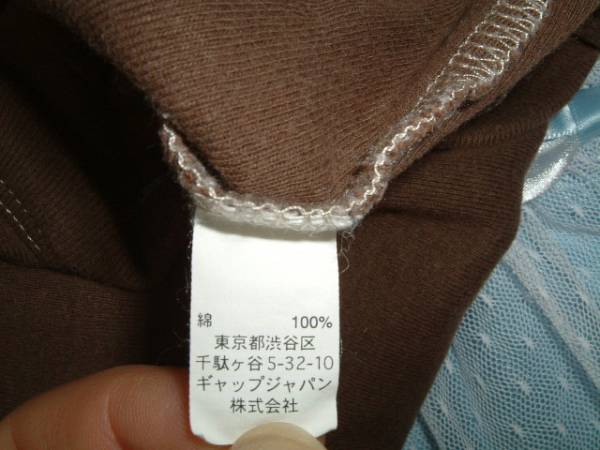 綿 100%
東京都渋谷区
千駄ヶ谷5-32-10
ギャップジャパン
株式会社